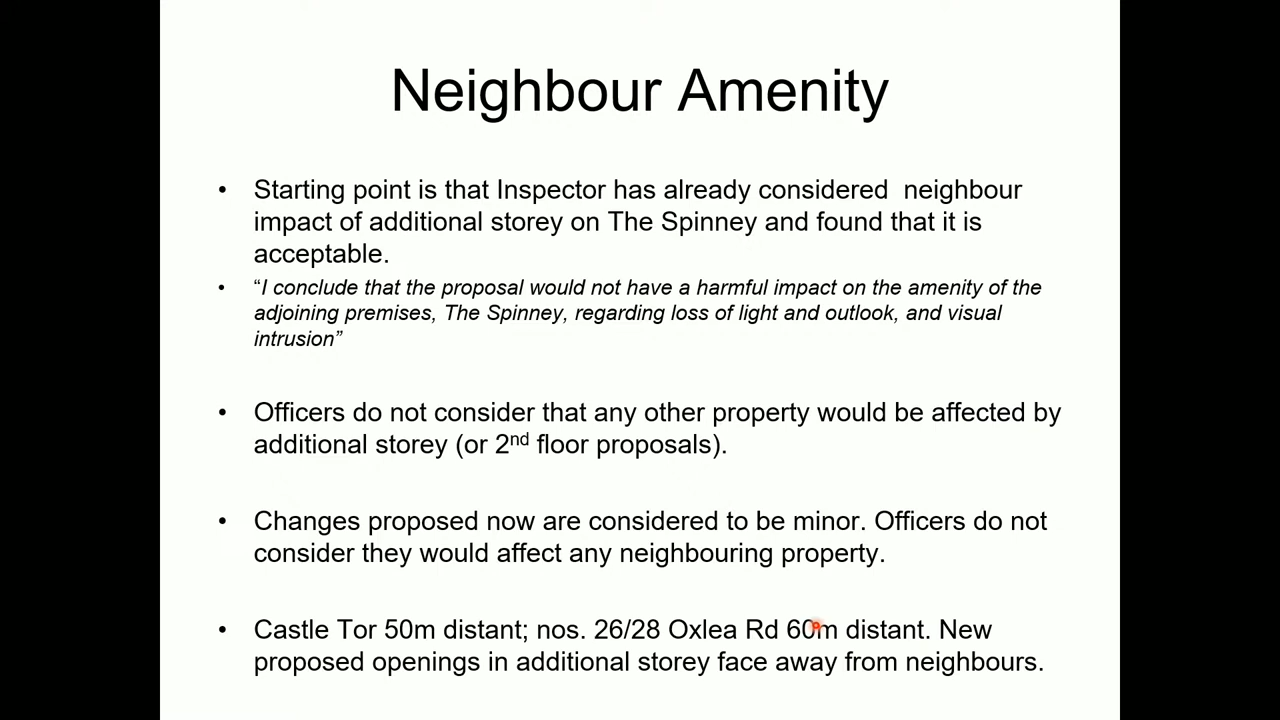 Neighbour Amenity
• Starting point is that Inspector has already considered  neighbour
impact of additional storey on The Spinney and found that it is
acceptable.
• “I conclude that the proposal would not have a harmful impact on the amenity of the
adjoining premises, The Spinney, regarding loss of light and outlook, and visual
intrusion”
• Officers do not consider that any other property would be affected by
additional storey (or 2nd floor proposals).
• Changes proposed now are considered to be minor. Officers do not
consider they would affect any neighbouring property.
• Castle Tor 50m distant; nos. 26/28 Oxlea Rd 60m distant. New
proposed openings in additional storey face away from neighbours.